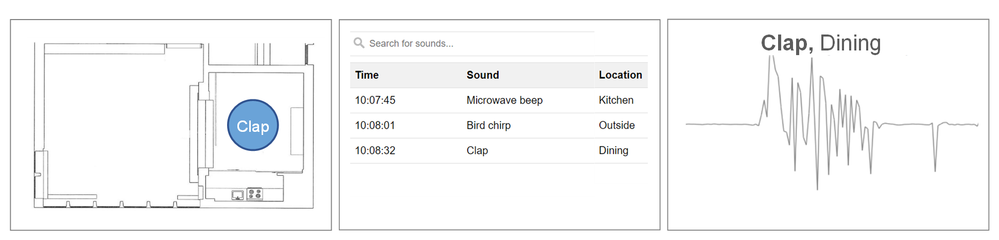 Clap
Search for sounds...
Time Sound Location
10:07:45 Microwave beep Kitchen
10:08:01 Bird chirp Outside
10:08:32 Clap Dining
Clap, Dining